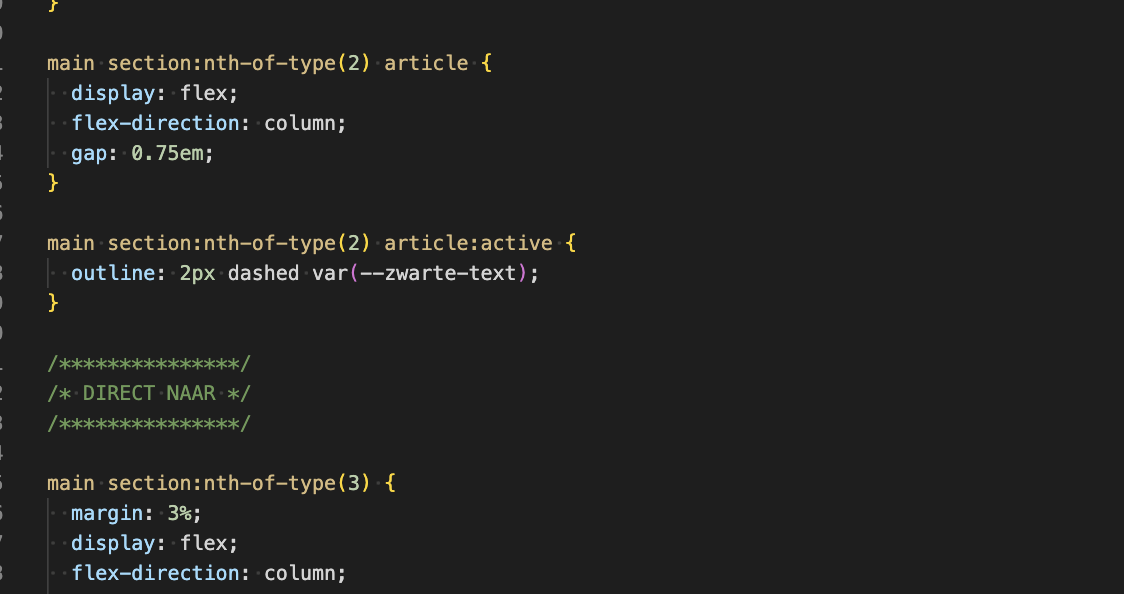 }
main section:nth-of-type(2) article {
display: flex;
flex-direction: column;
gap: 0.75em;
}
main section:nth-of-type(2) article:active {
outline: 2px dashed var(--zwarte-text);
}
/***************/
/* DIRECT NAAR */
/***************/
main section:nth-of-type(3) {
margin: 3%;
display: flex;
flex-direction: column;